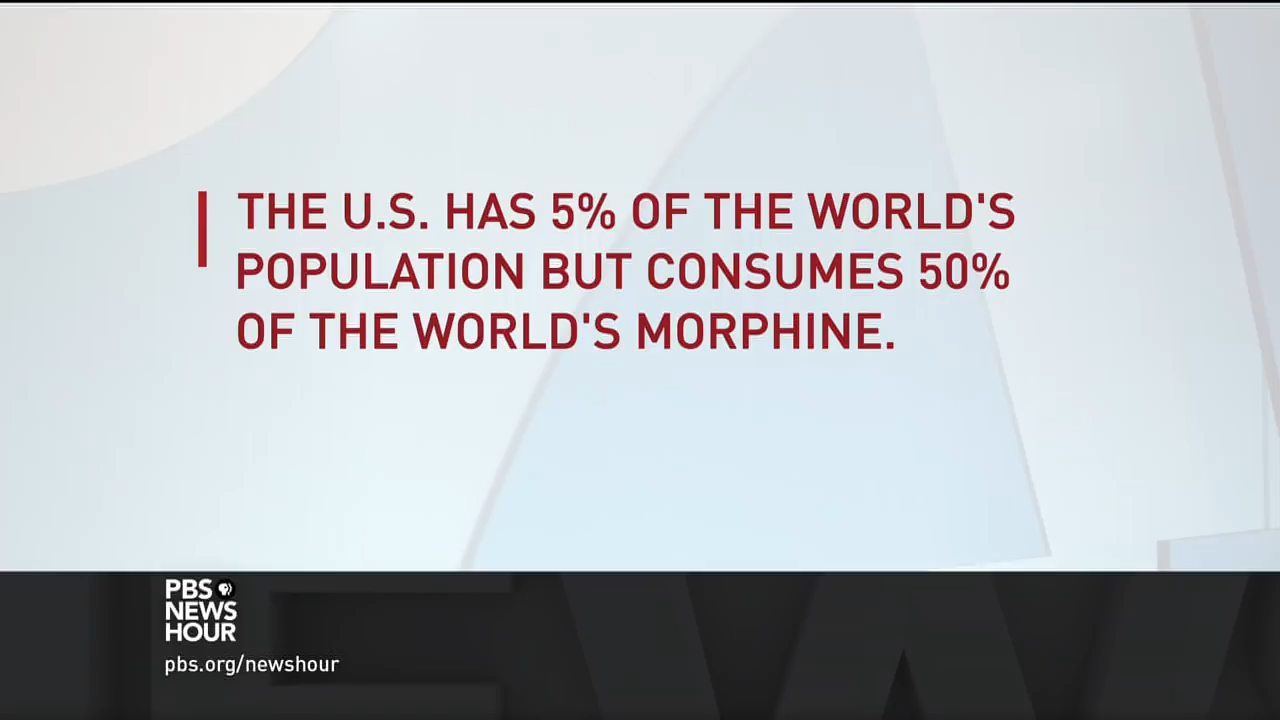 THE U.S. HAS 5% OF THE WORLD'S
POPULATION BUT CONSUMES 50%
OF THE WORLD'S MORPHINE.
PBS
NEWS
HOUR
pbs.org/newshour